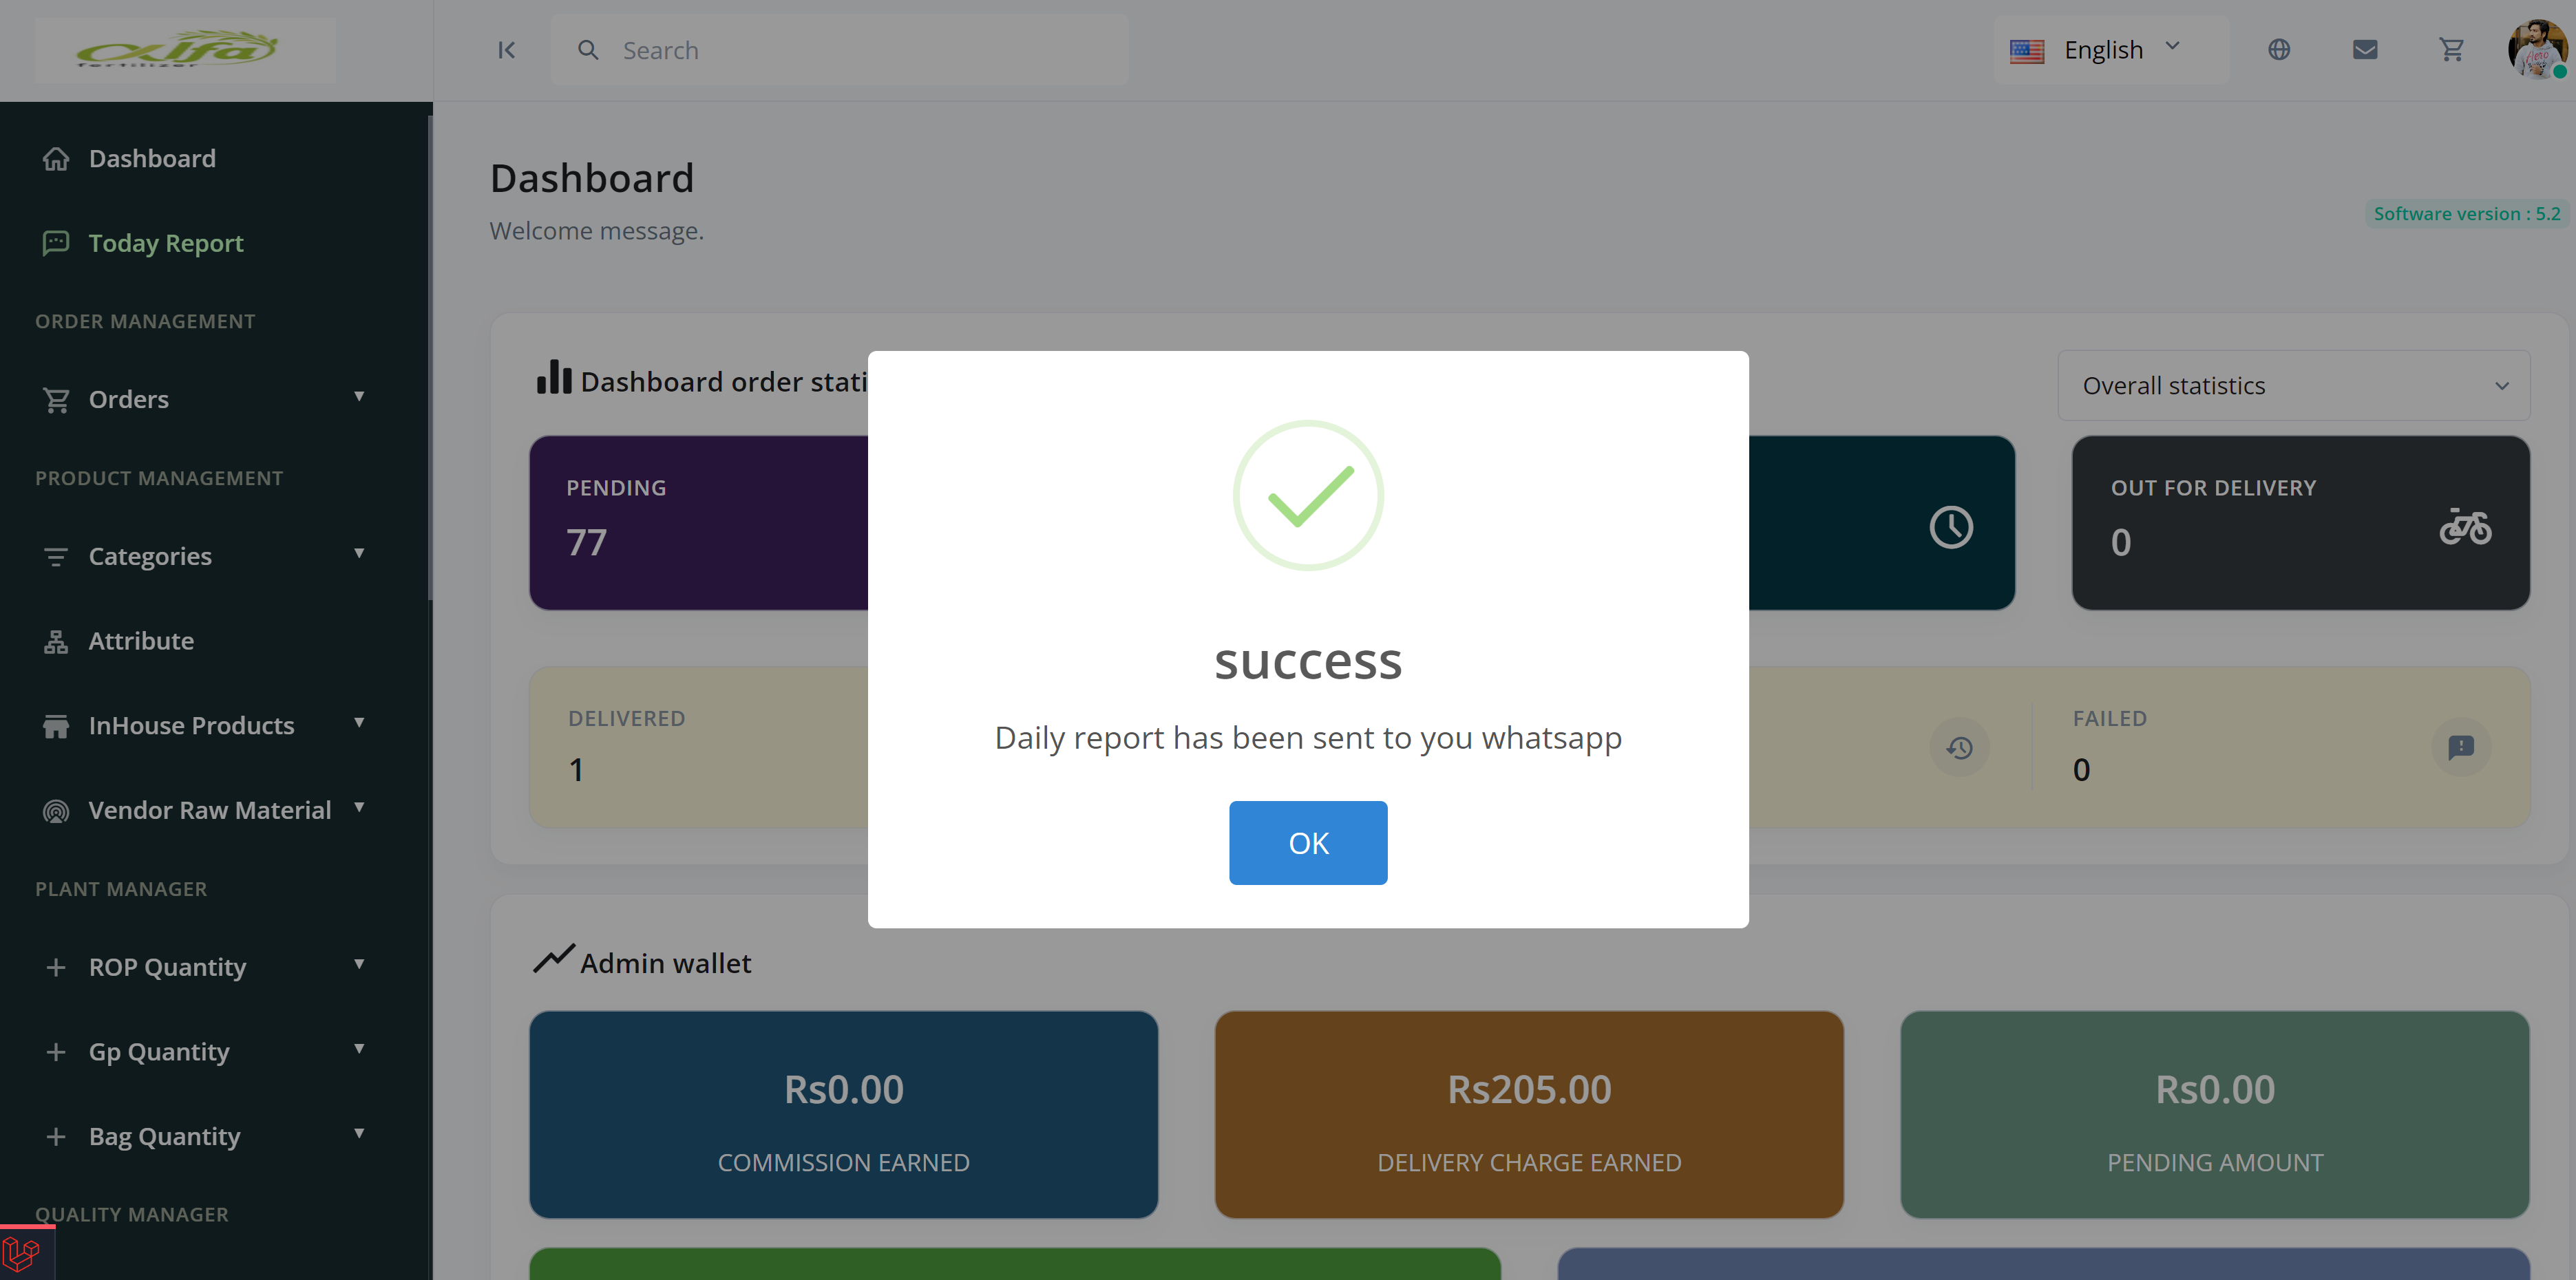 alfa
fertilizer
Search
English
Dashboard
Today Report
ORDER MANAGEMENT
Orders
PRODUCT MANAGEMENT
Categories
Attribute
InHouse Products
Vendor Raw Material
PLANT MANAGER
ROP Quantity
Gp Quantity
Bag Quantity
QUALITY MANAGER
Dashboard
Welcome message.
Software version : 5.2
Dashboard order stati
Overall statistics
PENDING
77
OUT FOR DELIVERY
0
DELIVERED
1
FAILED
0
success
Daily report has been sent to you whatsapp
OK
Admin wallet
Rs0.00
COMMISSION EARNED
Rs205.00
DELIVERY CHARGE EARNED
Rs0.00
PENDING AMOUNT